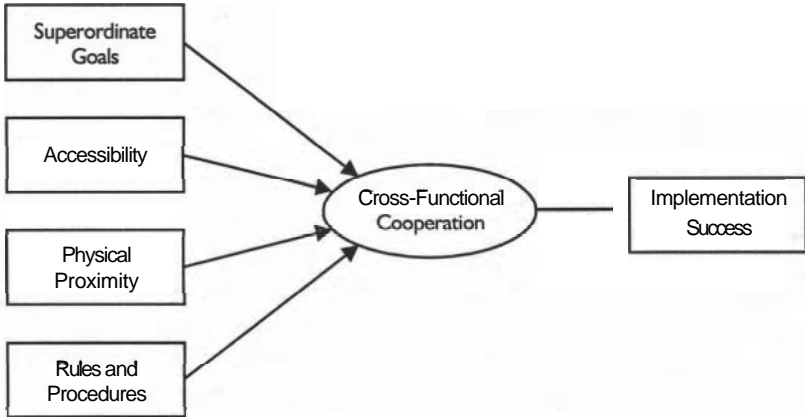 Superordinate
Goals
Accessibility
Physical
Proximity
Rules and
Procedures
Cross-Functional
Cooperation
Implementation
Success